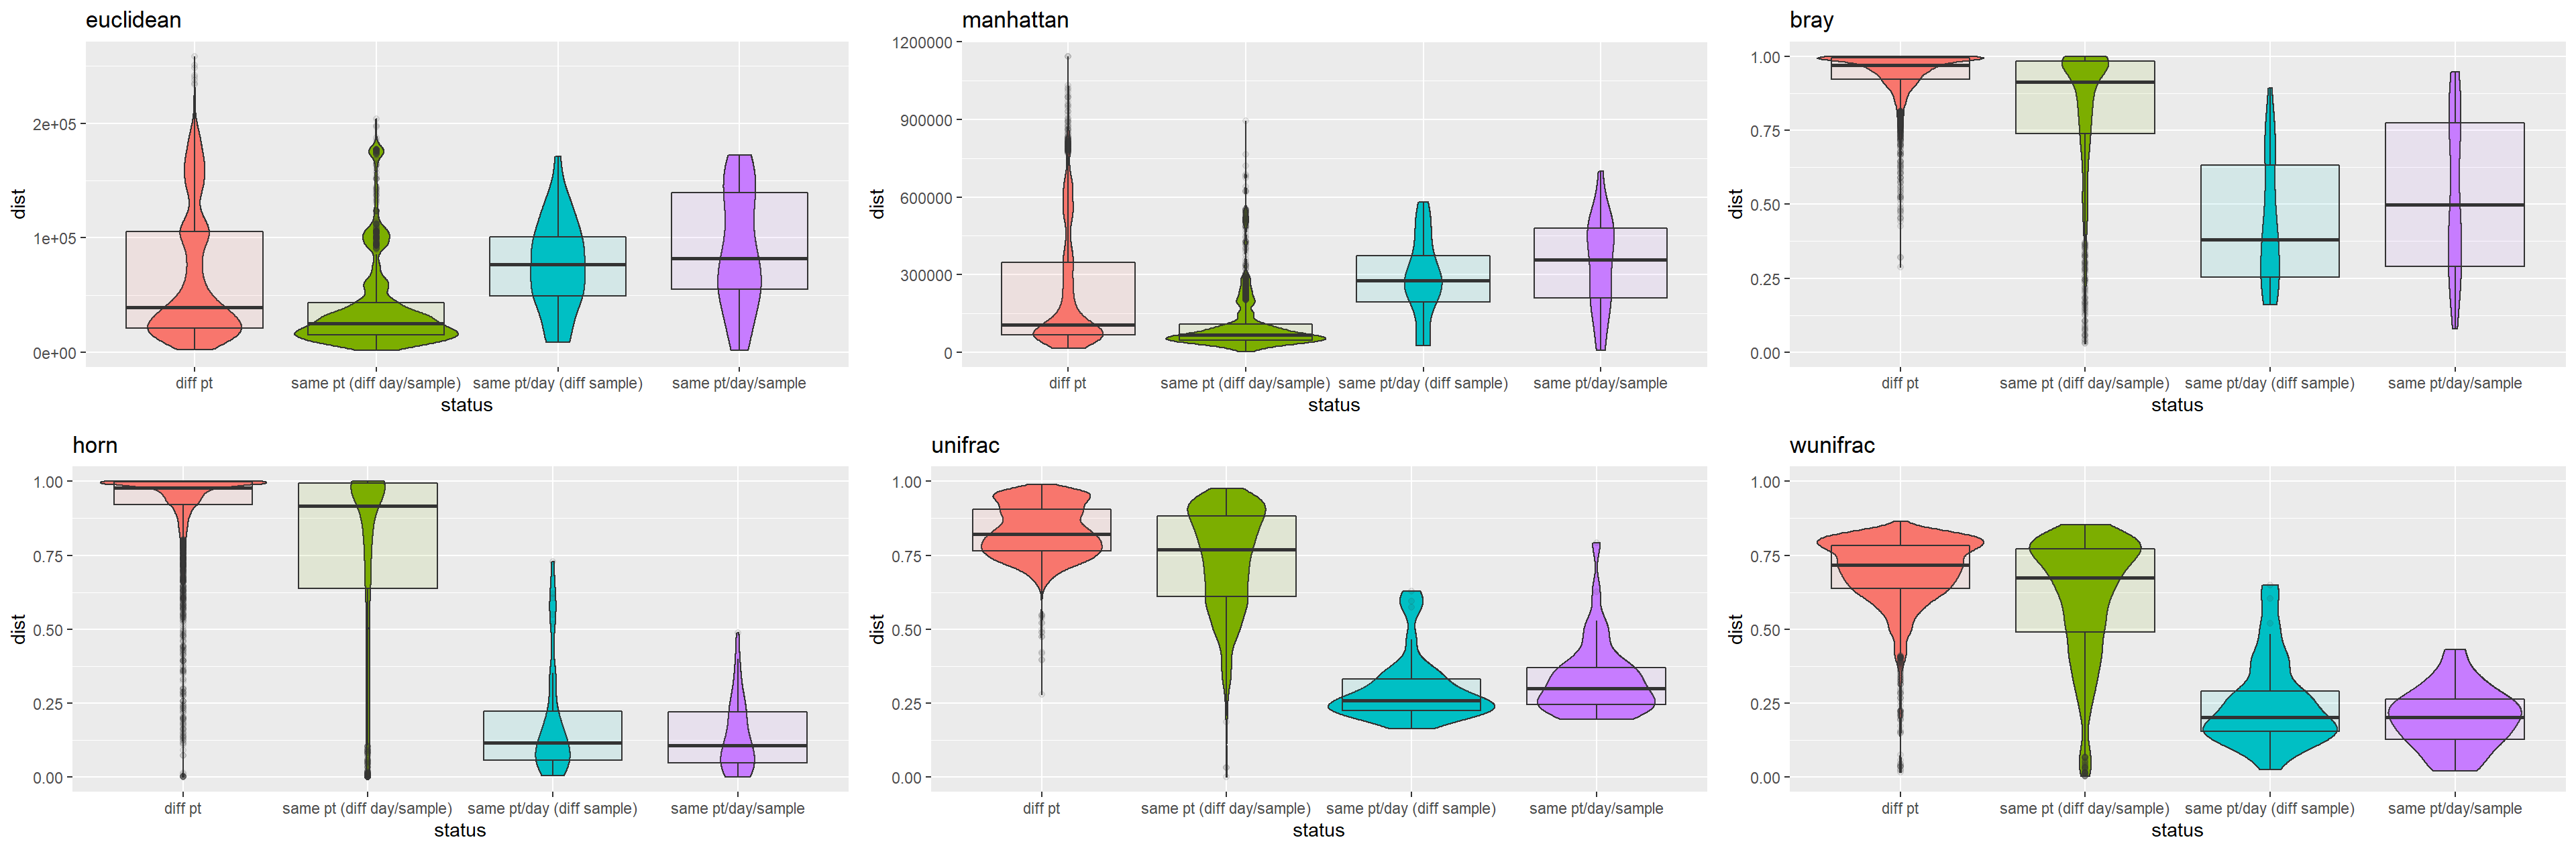 euclidean
dist
2e+05
1e+05
0e+00
diff pt
same pt (diff day/sample)
same pt/day (diff sample)
same pt/day/sample
status
manhattan
dist
1200000
900000
600000
300000
0
diff pt
same pt (diff day/sample)
same pt/day (diff sample)
same pt/day/sample
status
bray
dist
1.00
0.75
0.50
0.25
0.00
diff pt
same pt (diff day/sample)
same pt/day (diff sample)
same pt/day/sample
status
horn
dist
1.00
0.75
0.50
0.25
0.00
diff pt
same pt (diff day/sample)
same pt/day (diff sample)
same pt/day/sample
status
unifrac
dist
1.00
0.75
0.50
0.25
0.00
diff pt
same pt (diff day/sample)
same pt/day (diff sample)
same pt/day/sample
status
wunifrac
dist
1.00
0.75
0.50
0.25
0.00
diff pt
same pt (diff day/sample)
same pt/day (diff sample)
same pt/day/sample
status